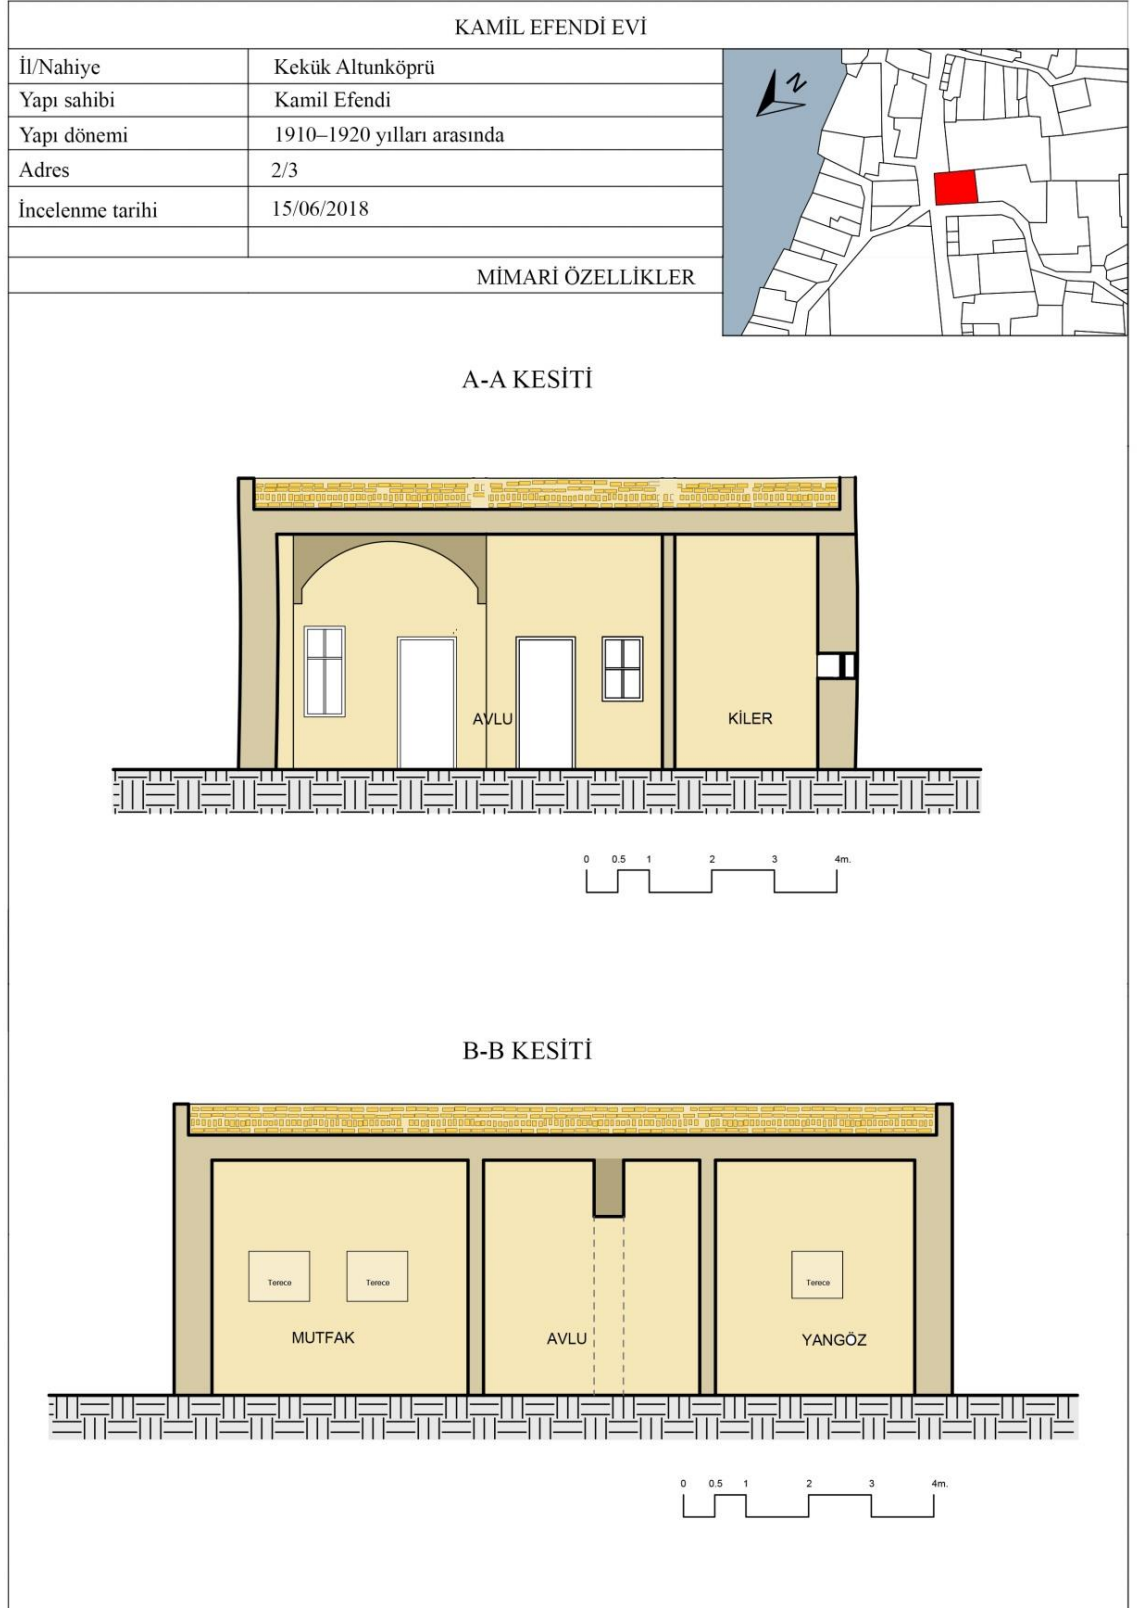 KAMİL EFENDİ EVİ
İl/Nahiye Kekük Altunköprü
Yapı sahibi Kamil Efendi
Yapı dönemi 1910–1920 yılları arasında
Adres 2/3
İncelenme tarihi 15/06/2018
MİMARİ ÖZELLİKLER
N
A-A KESİTİ
AVLU KİLER
0 0.5 1 2 3 4m.
B-B KESİTİ
Terece Terece Terece
MUTFAK AVLU YANGÖZ
0 0.5 1 2 3 4m.